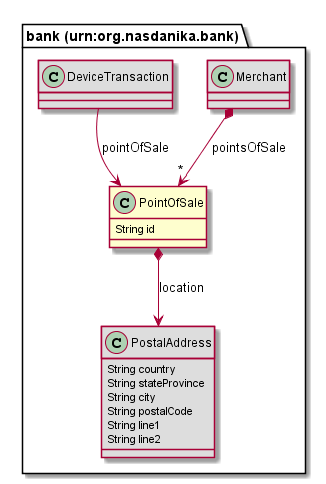 bank (urn:org.nasdanika.bank)
C DeviceTransaction
C Merchant
pointOfSale
pointsOfSale
*
C PointOfSale
String id
location
C PostalAddress
String country
String stateProvince
String city
String postalCode
String line1
String line2